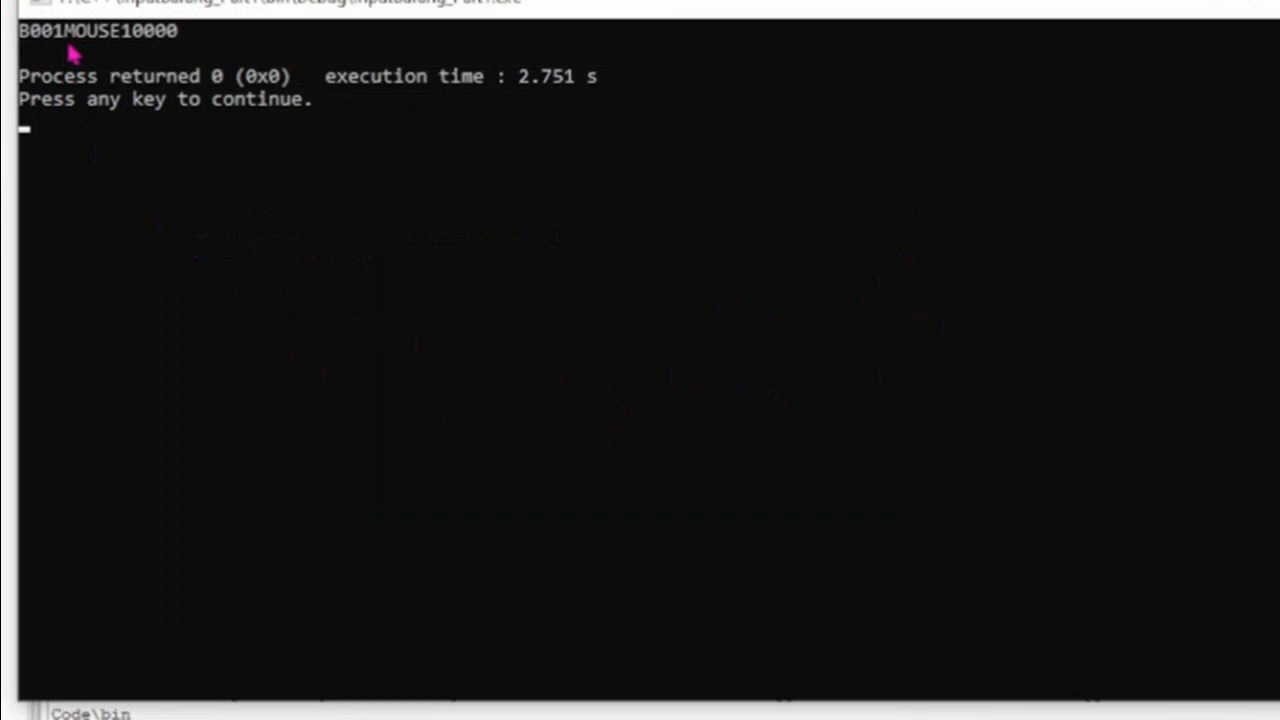 B001MOUSE10000
Process returned 0 (0x0)   execution time : 2.751 s
Press any key to continue.
Code\bin